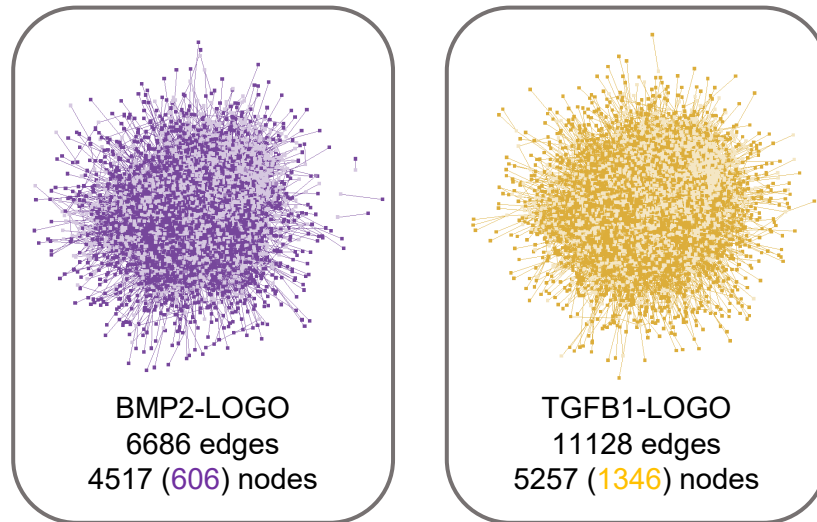 BMP2-LOGO
6686 edges
4517 (606) nodes
TGFB1-LOGO
11128 edges
5257 (1346) nodes